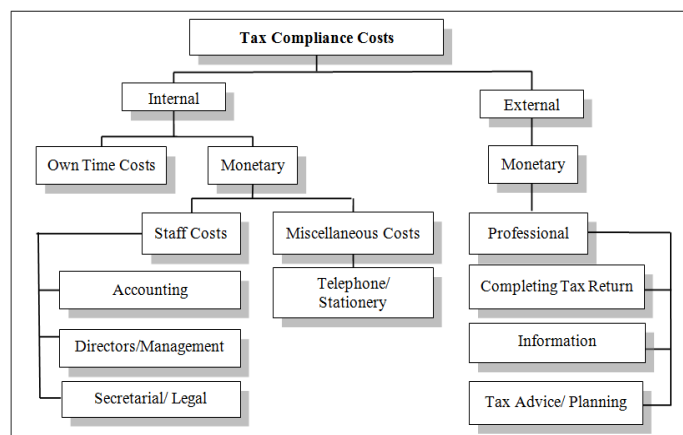 Tax Compliance Costs
Internal
External
Own Time Costs
Monetary
Monetary
Staff Costs
Miscellaneous Costs
Professional
Accounting
Telephone/
Stationery
Completing Tax Return
Directors/Management
Information
Secretarial/ Legal
Tax Advice/ Planning